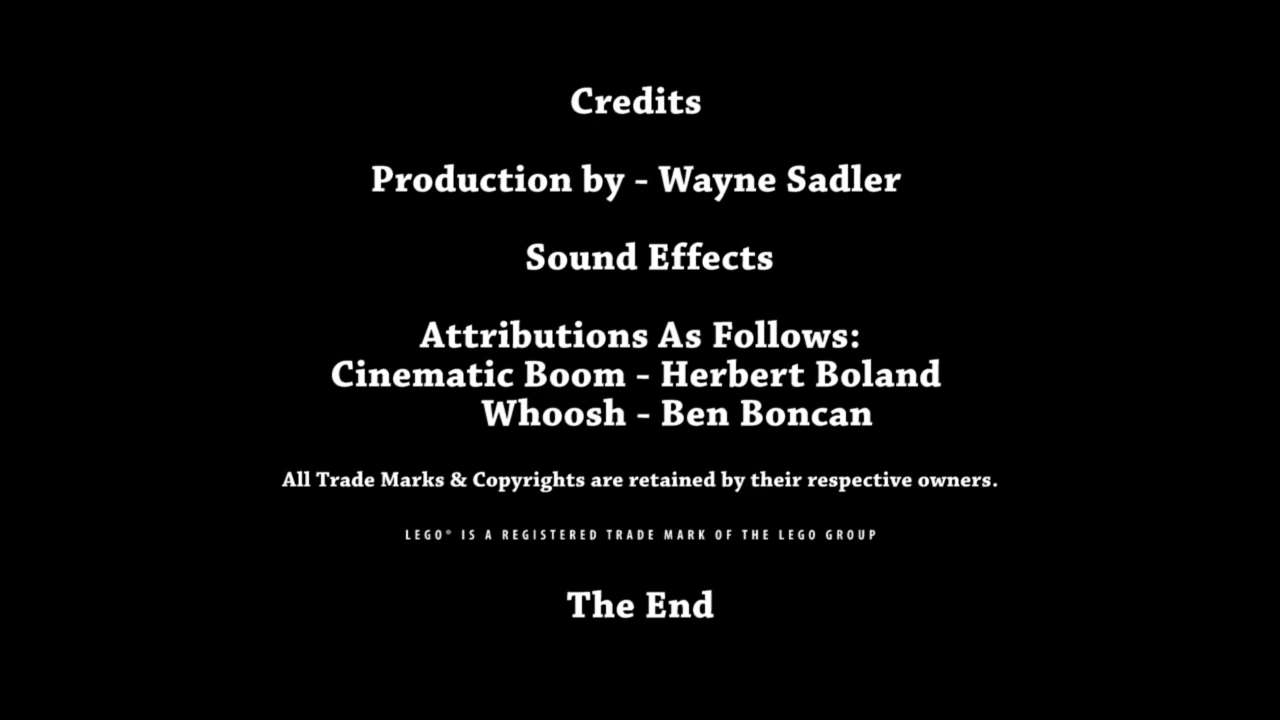 Credits
Production by - Wayne Sadler
Sound Effects
Attributions As Follows:
Cinematic Boom - Herbert Boland
Whoosh - Ben Boncan
All Trade Marks & Copyrights are retained by their respective owners.
LEGO® IS A REGISTERED TRADE MARK OF THE LEGO GROUP
The End